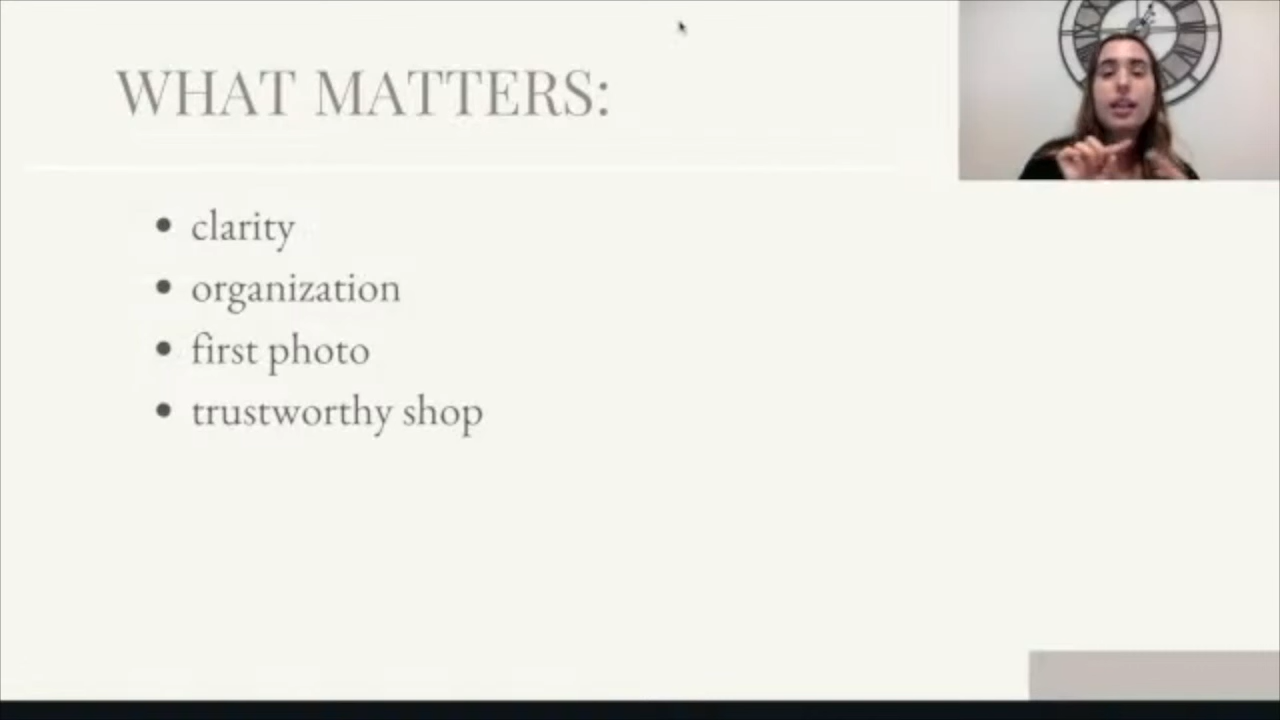 WHAT MATTERS:
clarity
organization
first photo
trustworthy shop